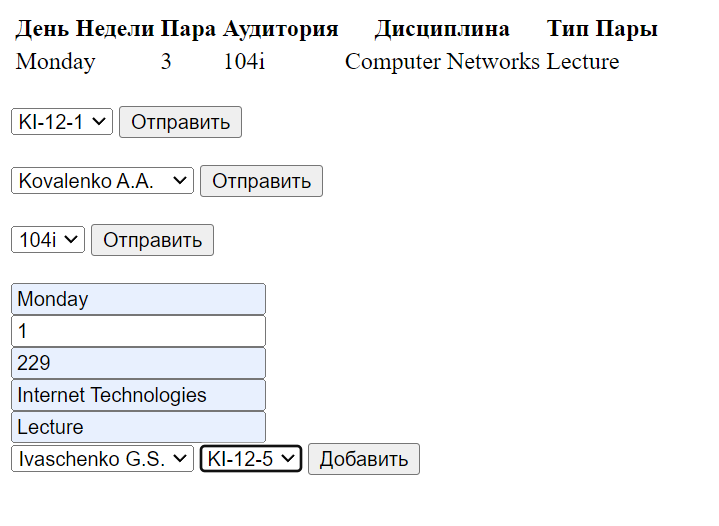 День Недели Пара Аудитория Дисциплина Тип Пары
Monday 3 104i Computer Networks Lecture
KI-12-1 Отправить
Kovalenko A.A. Отправить
104i Отправить
Monday
1
229
Internet Technologies
Lecture
Ivaschenko G.S. KI-12-5 Добавить